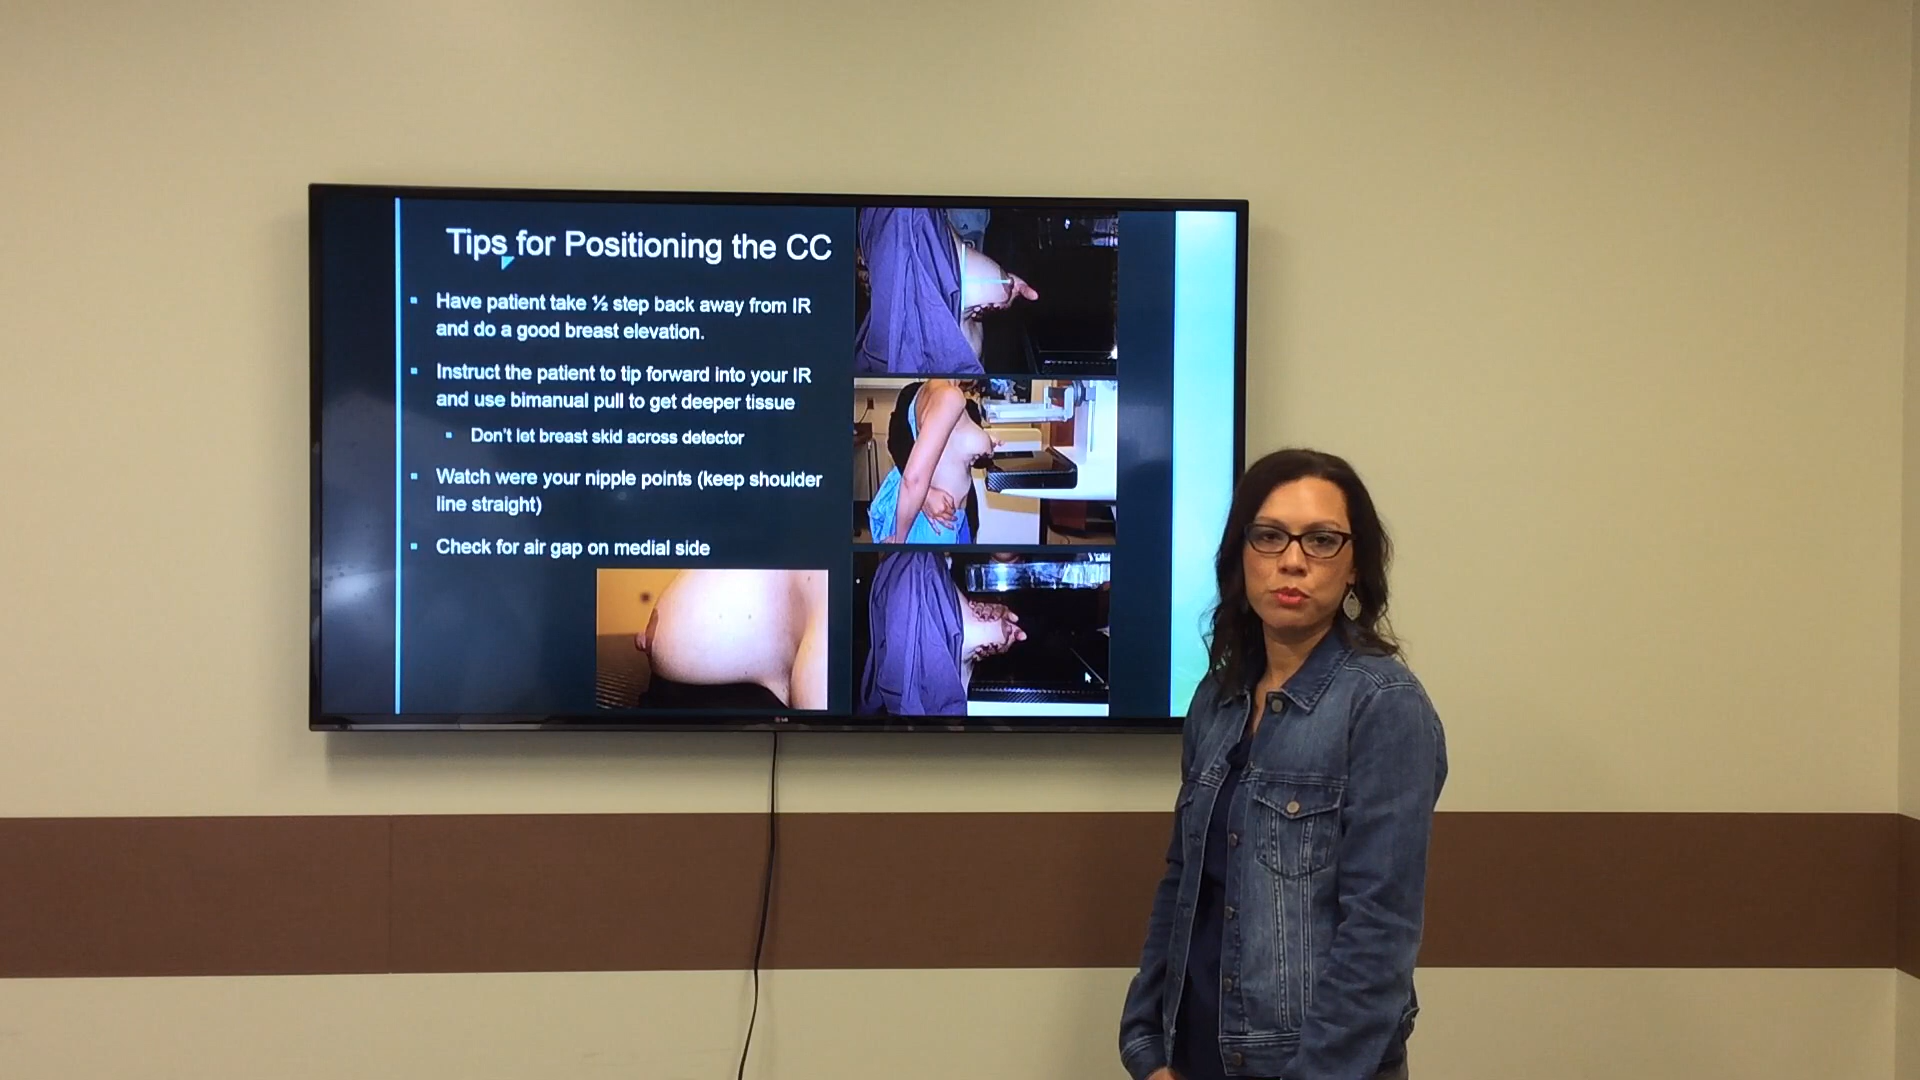 Tips for Positioning the CC
Have patient take ½ step back away from IR
and do a good breast elevation.
Instruct the patient to tip forward into your IR
and use bimanual pull to get deeper tissue
Don't let breast skid across detector
Watch were your nipple points (keep shoulder
line straight)
Check for air gap on medial side
LG